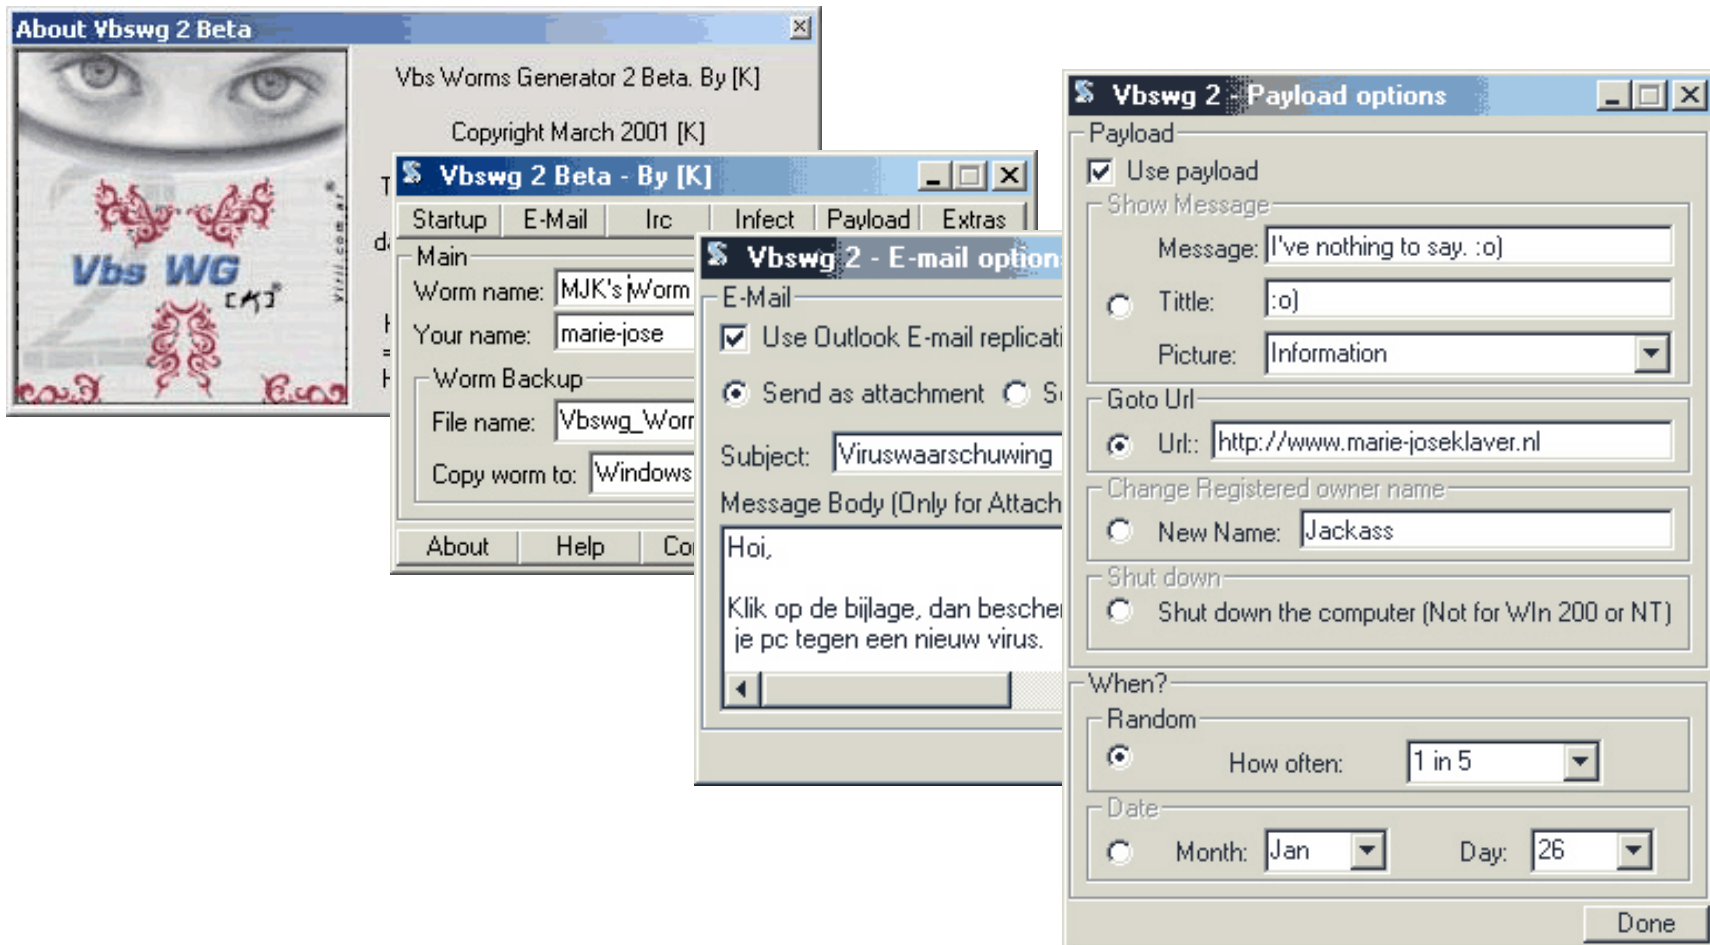 About Vbswg 2 Beta
Vbs Worms Generator 2 Beta. By [K]
Copyright March 2001 [K]
Vbs WG
[K]
Vbswg 2 Beta - By [K]
Startup E-Mail Irc Infect Payload Extras
Main
Worm name: MJK's Worm
Your name: marie-jose
Worm Backup
File name: Vbswg_Worr
Copy worm to: Windows
About Help Co
Vbswg 2 - E-mail option
E-Mail
Use Outlook E-mail replicati
Send as attachment S
Subject: Viruswaarschuwing
Message Body (Only for Attach
Hoi,
Klik op de bijlage, dan bescher
je pc tegen een nieuw virus.
Vbswg 2 - Payload options
Payload
Use payload
Show Message
Message: I've nothing to say. :o)
Tittle: :o)
Picture: Information
Goto Url
Url:: http://www.marie-joseklaver.nl
Change Registered owner name
New Name: Jackass
Shut down
Shut down the computer (Not for WIn 200 or NT)
When?
Random
How often: 1 in 5
Date
Month: Jan Day: 26
Done